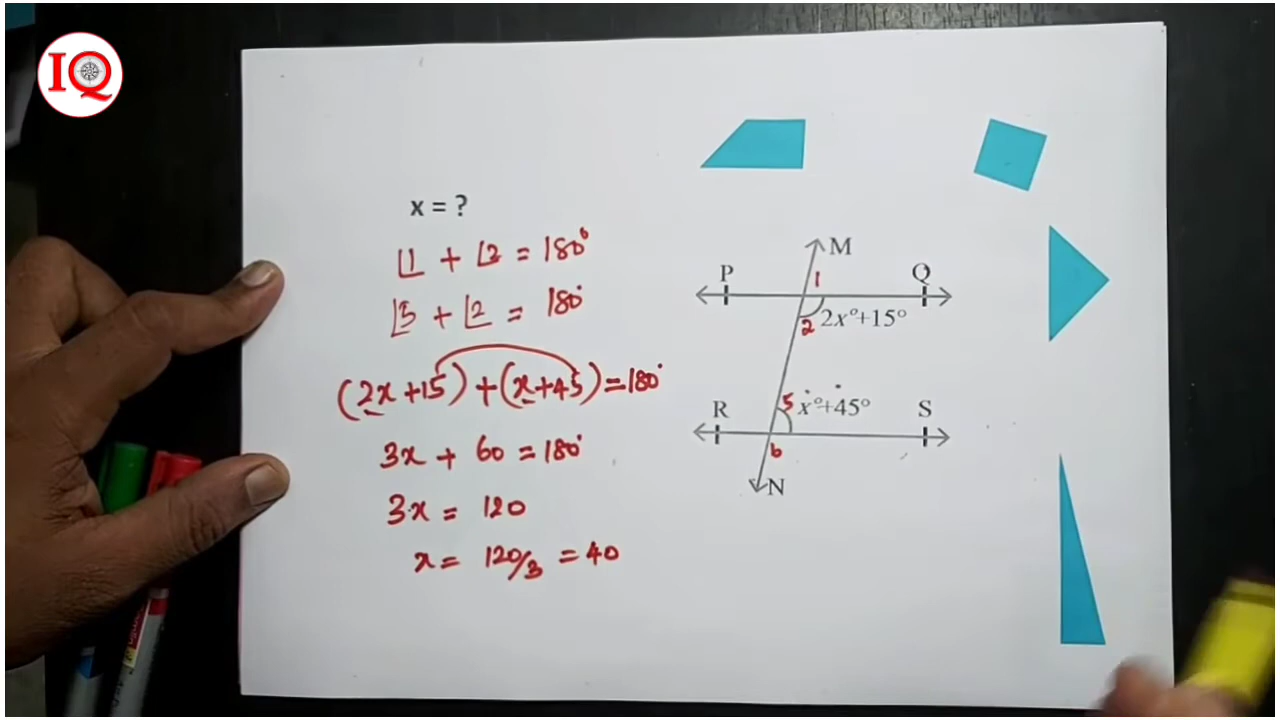 IQ
x = ?
∠1 + ∠2 = 180°
∠5 + ∠2 = 180°
(2x+15)+(x+45)=180°
3x + 60 = 180°
3x = 120
x = 120/3 = 40
M
P
1
Q
2
2x°+15°
R
5
x°+45°
S
6
N